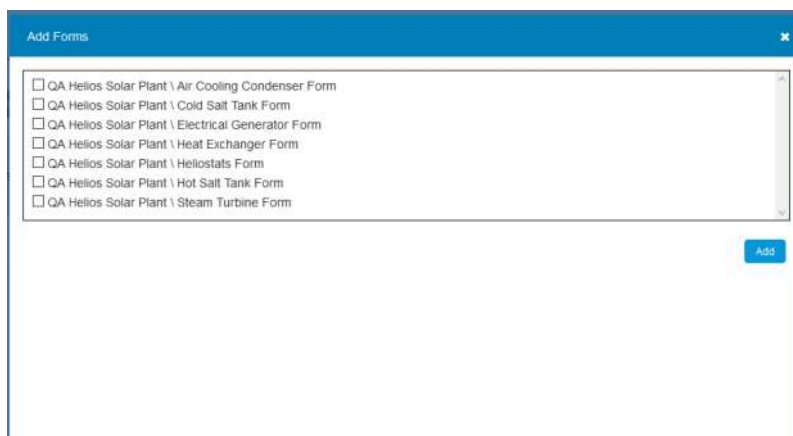 Add Forms
QA Helios Solar Plant \ Air Cooling Condenser Form
QA Helios Solar Plant \ Cold Salt Tank Form
QA Helios Solar Plant \ Electrical Generator Form
QA Helios Solar Plant \ Heat Exchanger Form
QA Helios Solar Plant \ Heliostats Form
QA Helios Solar Plant \ Hot Salt Tank Form
QA Helios Solar Plant \ Steam Turbine Form
Add